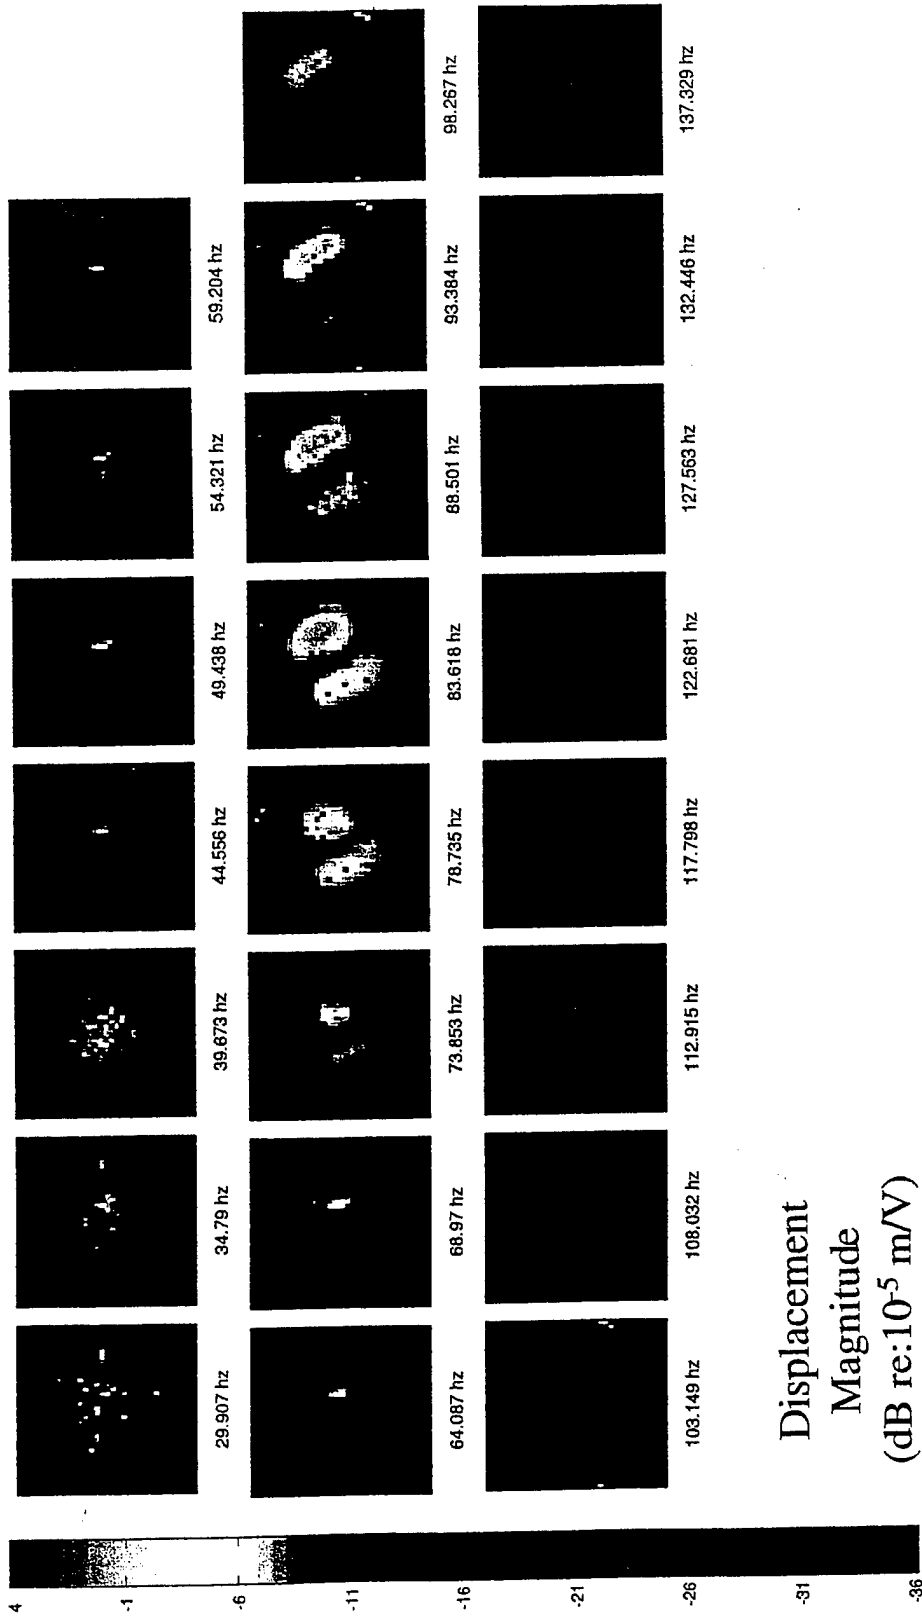 4
-1
-6
-11
-16
-21
-26
-31
-36
29.907 hz
34.79 hz
39.673 hz
44.556 hz
49.438 hz
54.321 hz
59.204 hz
64.087 hz
68.97 hz
73.853 hz
78.735 hz
83.618 hz
88.501 hz
93.384 hz
98.267 hz
103.149 hz
108.032 hz
112.915 hz
117.798 hz
122.681 hz
127.563 hz
132.446 hz
137.329 hz
Displacement
Magnitude
(dB re:10⁻⁵ m/V)